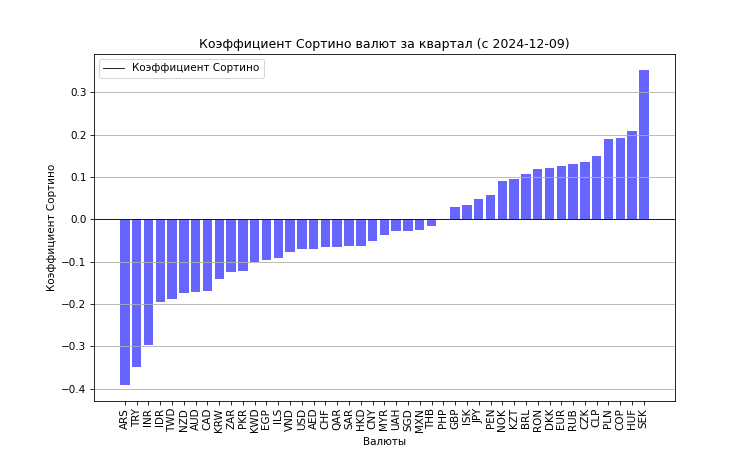 Коэффициент Сортино валют за квартал (с 2024-12-09)
Коэффициент Сортино
Коэффициент Сортино
0.3
0.2
0.1
0.0
−0.1
−0.2
−0.3
−0.4
ARS TRY INR IDR TWD NZD AUD CAD KRW ZAR PKR KWD EGP ILS VND USD AED CHF QAR SAR HKD CNY MYR UAH SGD MXN THB PHP GBP ISK JPY PEN NOK KZT BRL RON DKK EUR RUB CZK CLP PLN COP HUF SEK
Валюты